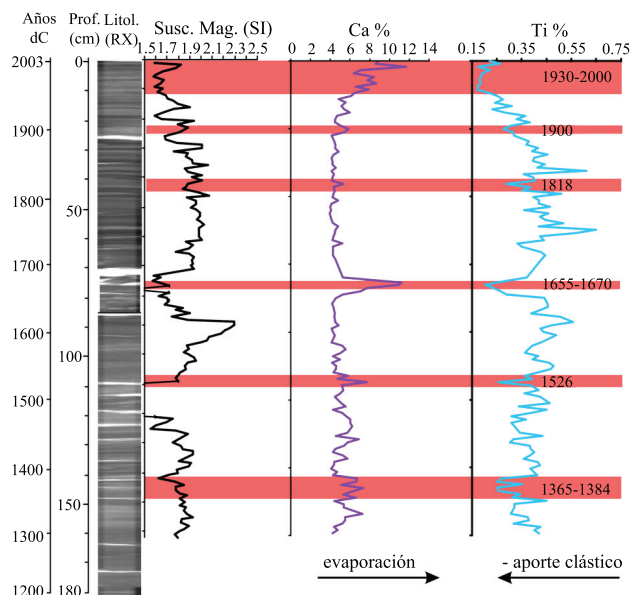 Años dC
Prof. (cm)
Litol. (RX)
Susc. Mag. (SI)
Ca %
Ti %
1.5 1.7 1.9 2.1 2.3 2.5
0 2 4 6 8 10 12 14
0.15 0.35 0.55 0.75
2003
1900
1800
1700
1600
1500
1400
1300
1200
0
50
100
150
180
1930-2000
1900
1818
1655-1670
1526
1365-1384
evaporación
- aporte clástico